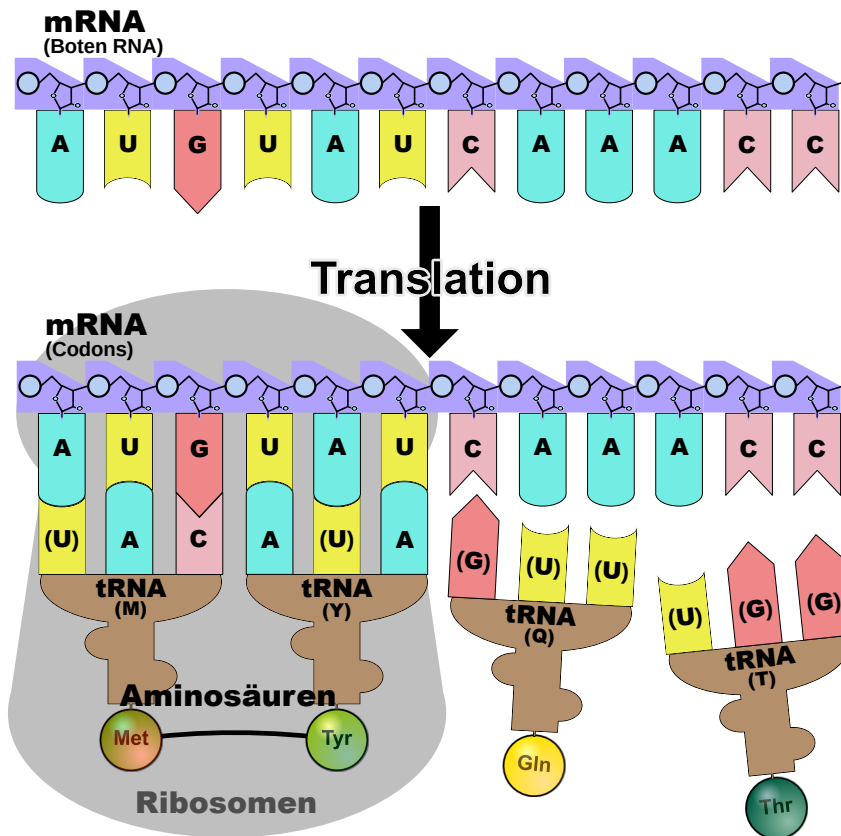 mRNA
(Boten RNA)
A U G U A U C A A A C C
Translation
mRNA
(Codons)
A U G U A U C A A A C C
(U) A C A (U) A (G) (U) (U) (U) (G) (G)
tRNA tRNA tRNA tRNA
(M) (Y) (Q) (T)
Aminosäuren
Met Tyr Gln Thr
Ribosomen